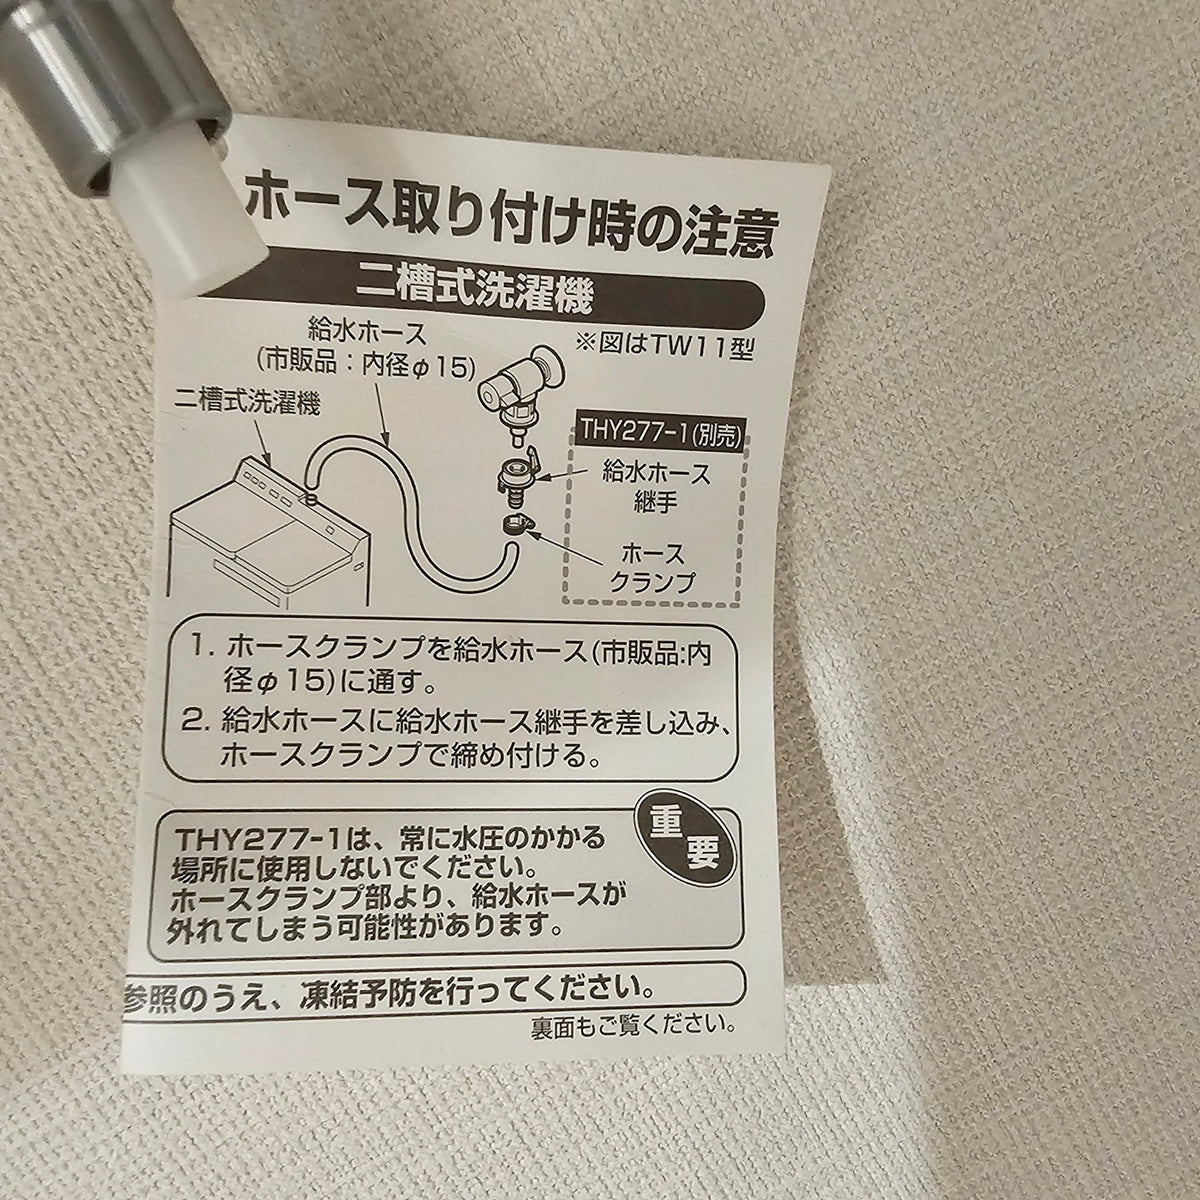 ホース取り付け時の注意
二槽式洗濯機
給水ホース
(市販品：内径φ15)
※図はTW11型
二槽式洗濯機
THY277-1(別売)
給水ホース
継手
ホース
クランプ
1. ホースクランプを給水ホース(市販品:内
径φ15)に通す。
2. 給水ホースに給水ホース継手を差し込み、
ホースクランプで締め付ける。
重要
THY277-1は、常に水圧のかかる
場所に使用しないでください。
ホースクランプ部より、給水ホースが
外れてしまう可能性があります。
参照のうえ、凍結予防を行ってください。
裏面もご覧ください。